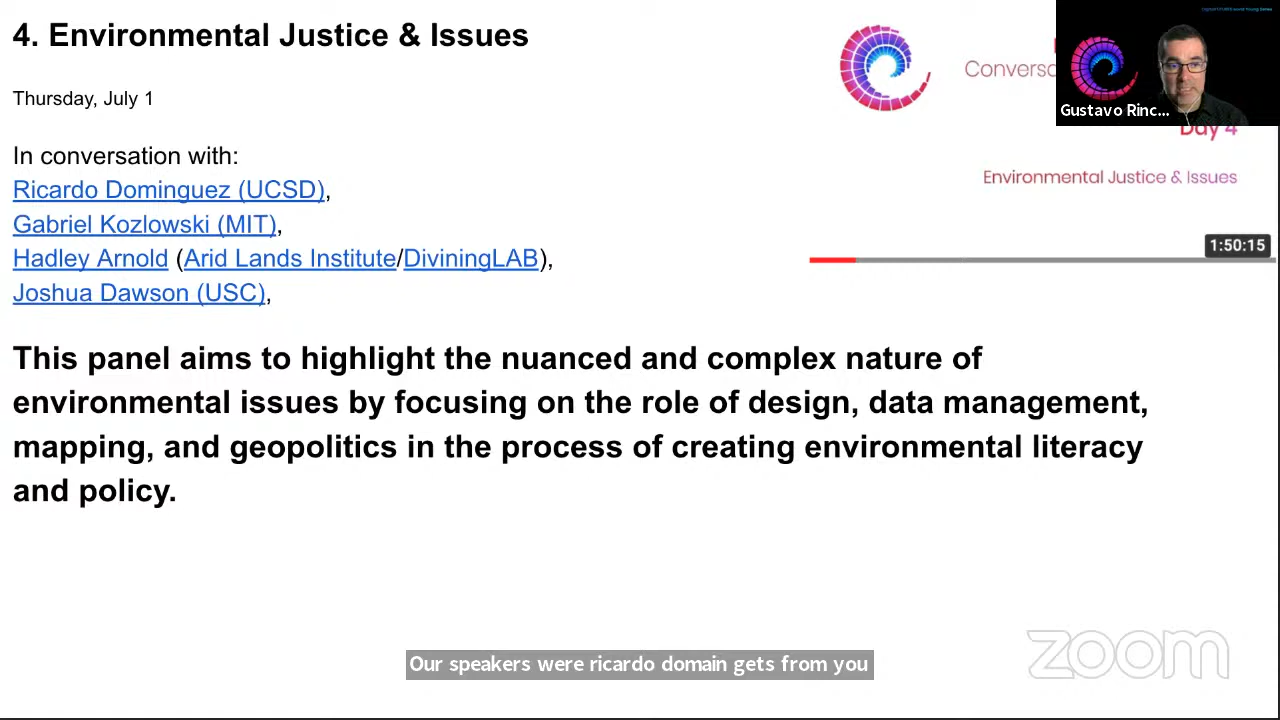 4. Environmental Justice & Issues
Thursday, July 1
In conversation with:
Ricardo Dominguez (UCSD),
Gabriel Kozlowski (MIT),
Hadley Arnold (Arid Lands Institute/DiviningLAB),
Joshua Dawson (USC),
Day 4
Environmental Justice & Issues
1:50:15
Gustavo Rinc...
This panel aims to highlight the nuanced and complex nature of
environmental issues by focusing on the role of design, data management,
mapping, and geopolitics in the process of creating environmental literacy
and policy.
Our speakers were ricardo domain gets from you
zoom